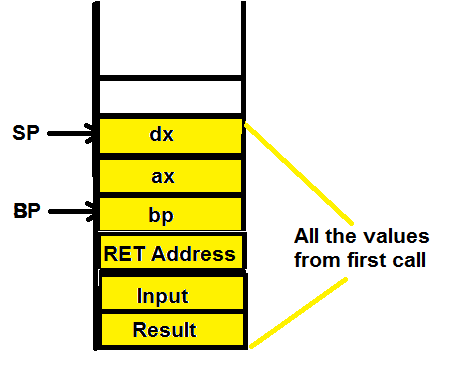 SP
dx
ax
BP
bp
RET Address
Input
Result
All the values
from first call